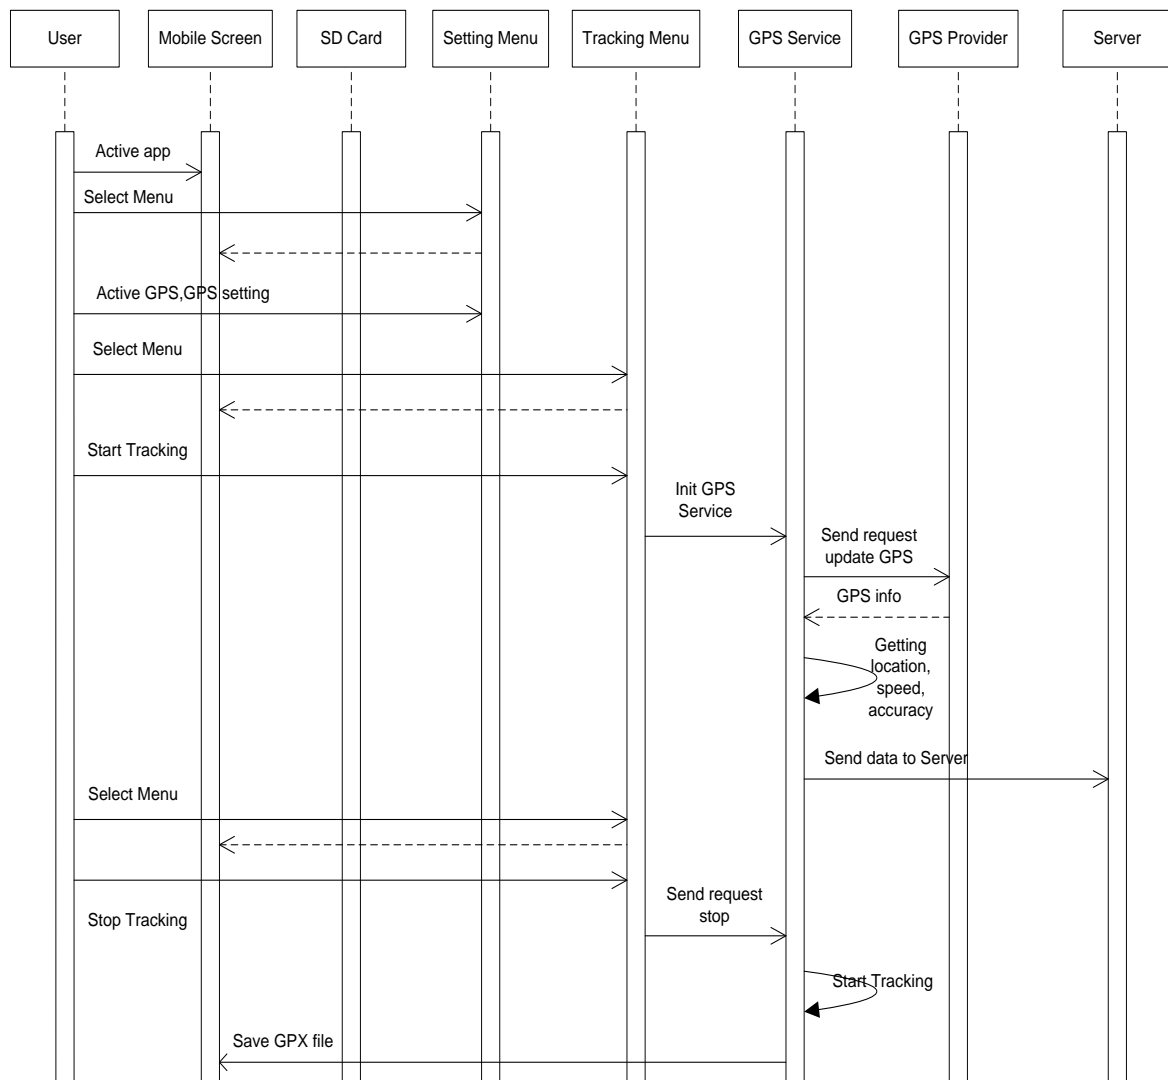 User
Mobile Screen
SD Card
Setting Menu
Tracking Menu
GPS Service
GPS Provider
Server
Active app
Select Menu
Active GPS,GPS setting
Select Menu
Start Tracking
Init GPS
Service
Send request
update GPS
GPS info
Getting
location,
speed,
accuracy
Send data to Server
Select Menu
Stop Tracking
Send request
stop
Start Tracking
Save GPX file